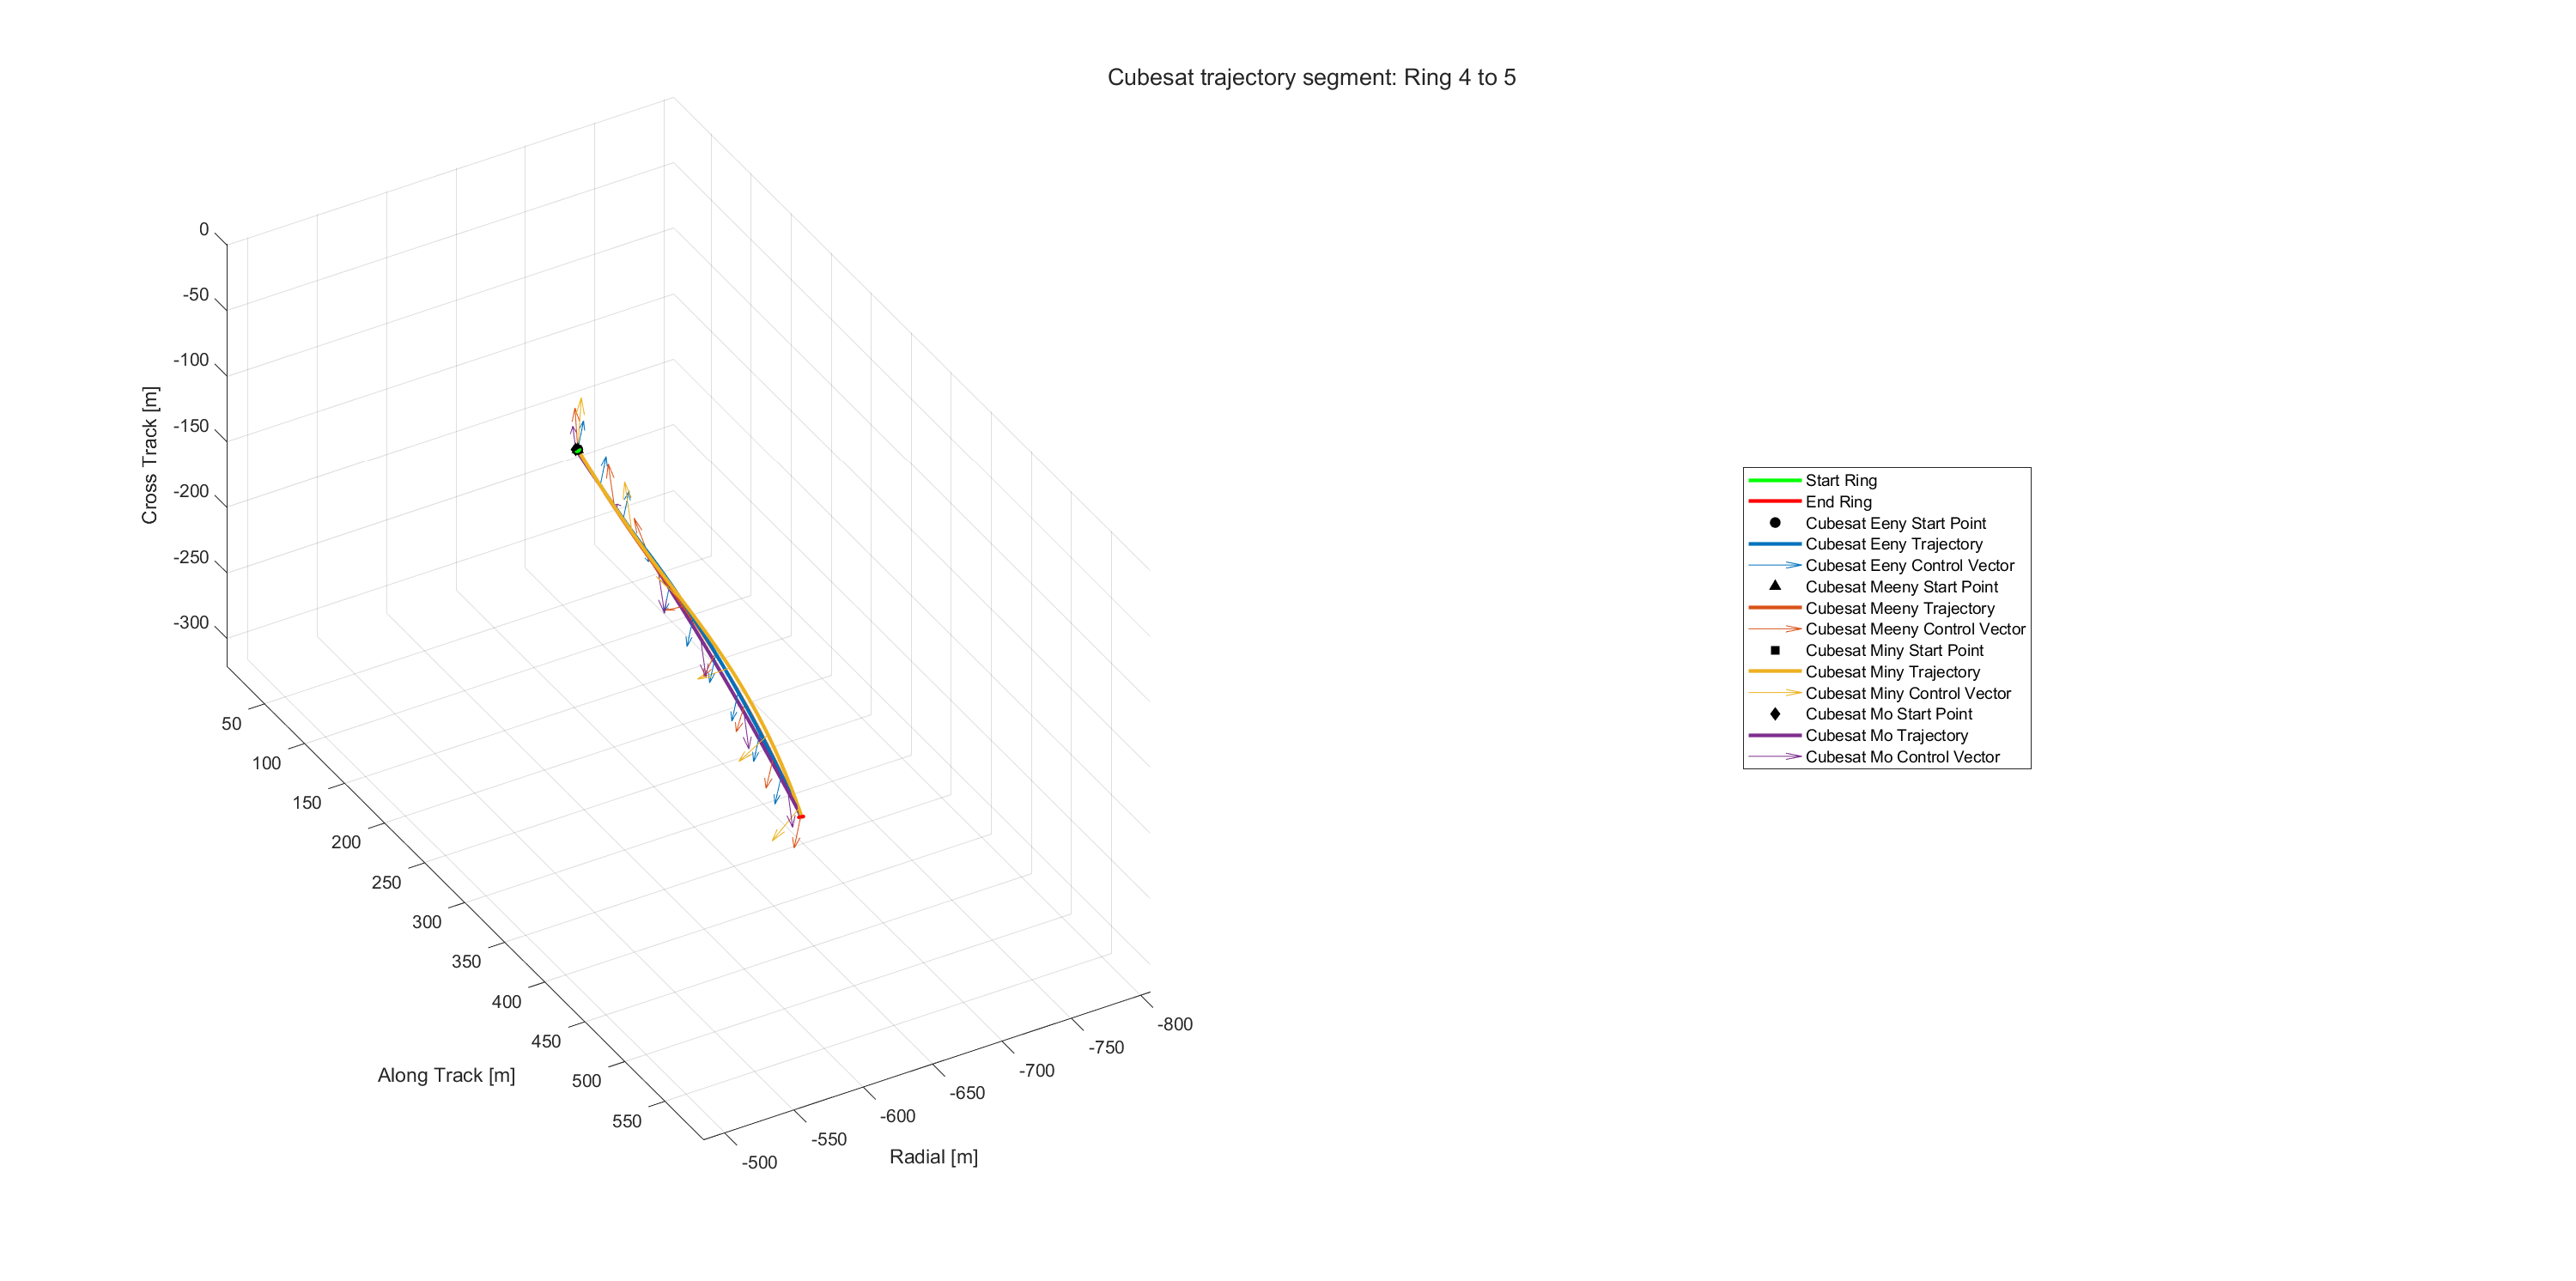 Cubesat trajectory segment: Ring 4 to 5
0
-50
-100
-150
-200
-250
-300
Cross Track [m]
50
100
150
200
250
300
350
400
450
500
550
Along Track [m]
-500
-550
-600
-650
-700
-750
-800
Radial [m]
Start Ring
End Ring
Cubesat Eeny Start Point
Cubesat Eeny Trajectory
Cubesat Eeny Control Vector
Cubesat Meeny Start Point
Cubesat Meeny Trajectory
Cubesat Meeny Control Vector
Cubesat Miny Start Point
Cubesat Miny Trajectory
Cubesat Miny Control Vector
Cubesat Mo Start Point
Cubesat Mo Trajectory
Cubesat Mo Control Vector